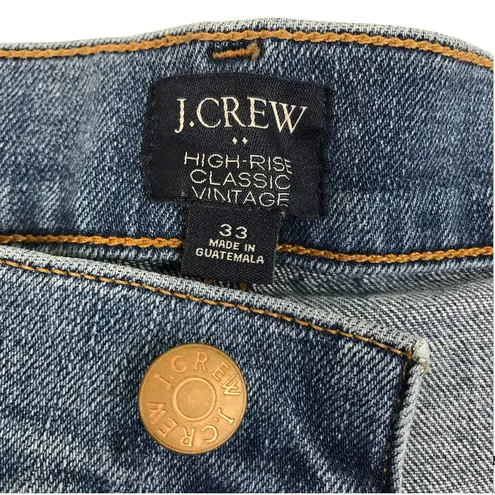 J.CREW
HIGH-RISE
CLASSIC
VINTAGE
33
MADE IN
GUATEMALA
J.CREW J.CREW